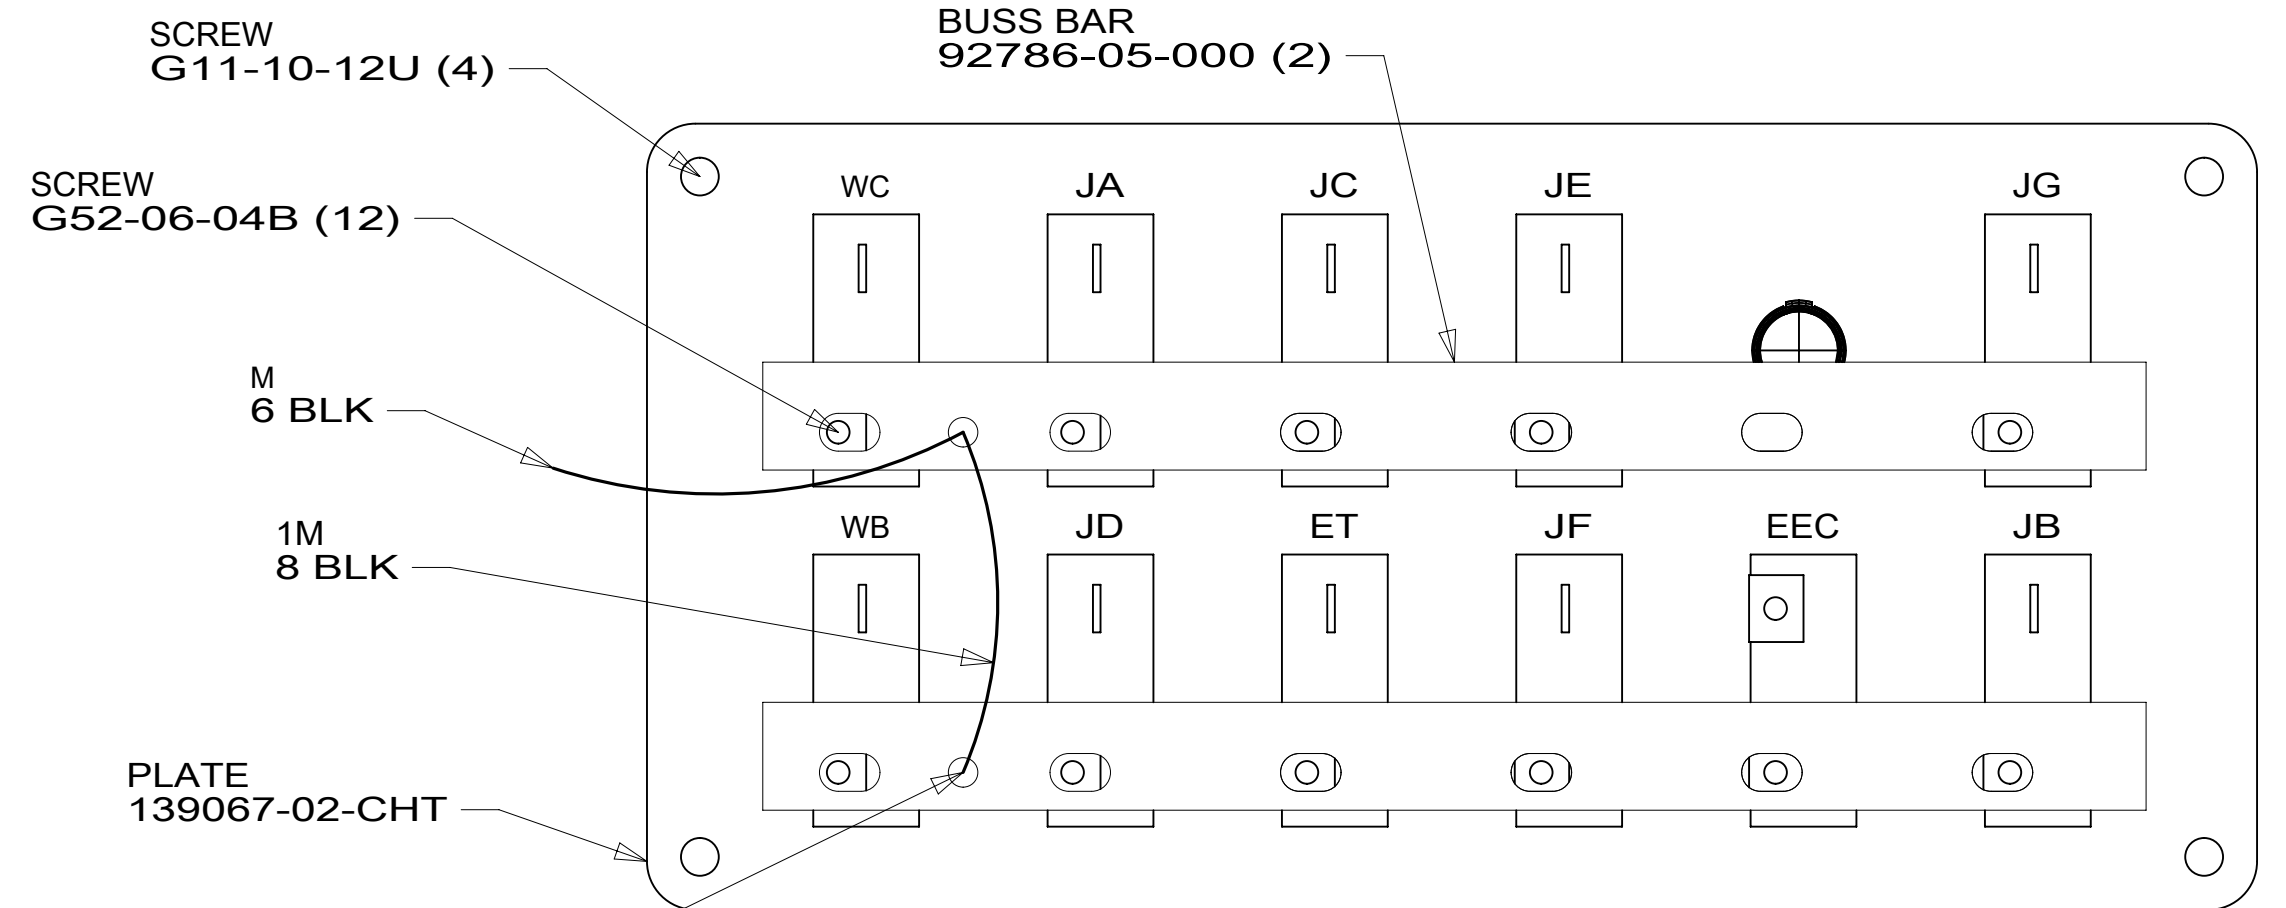 SCREW
G11-10-12U (4)
BUSS BAR
92786-05-000 (2)
SCREW
G52-06-04B (12)
WC JA JC JE JG
M
6 BLK
1M
8 BLK
WB JD ET JF EEC JB
PLATE
139067-02-CHT